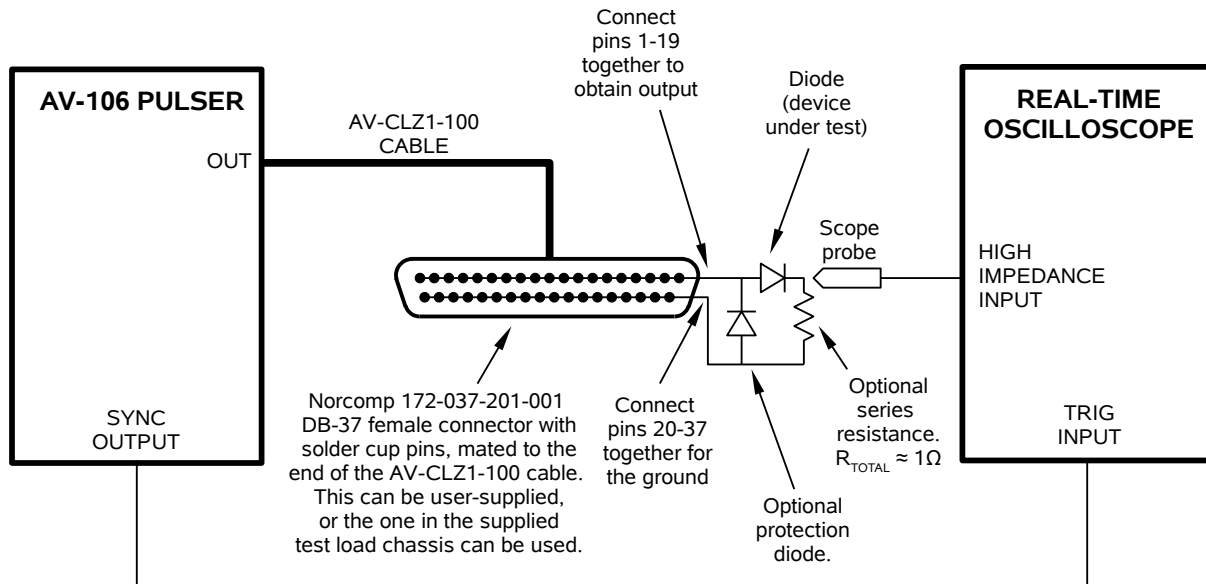 Connect
pins 1-19
together to
obtain output
Diode
(device
under test)
AV-106 PULSER
OUT
AV-CLZ1-100
CABLE
REAL-TIME
OSCILLOSCOPE
Scope
probe
HIGH
IMPEDANCE
INPUT
SYNC
OUTPUT
Norcomp 172-037-201-001
DB-37 female connector with
solder cup pins, mated to the
end of the AV-CLZ1-100 cable.
This can be user-supplied,
or the one in the supplied
test load chassis can be used.
Connect
pins 20-37
together for
the ground
Optional
series
resistance.
R_TOTAL ≈ 1Ω
Optional
protection
diode.
TRIG
INPUT